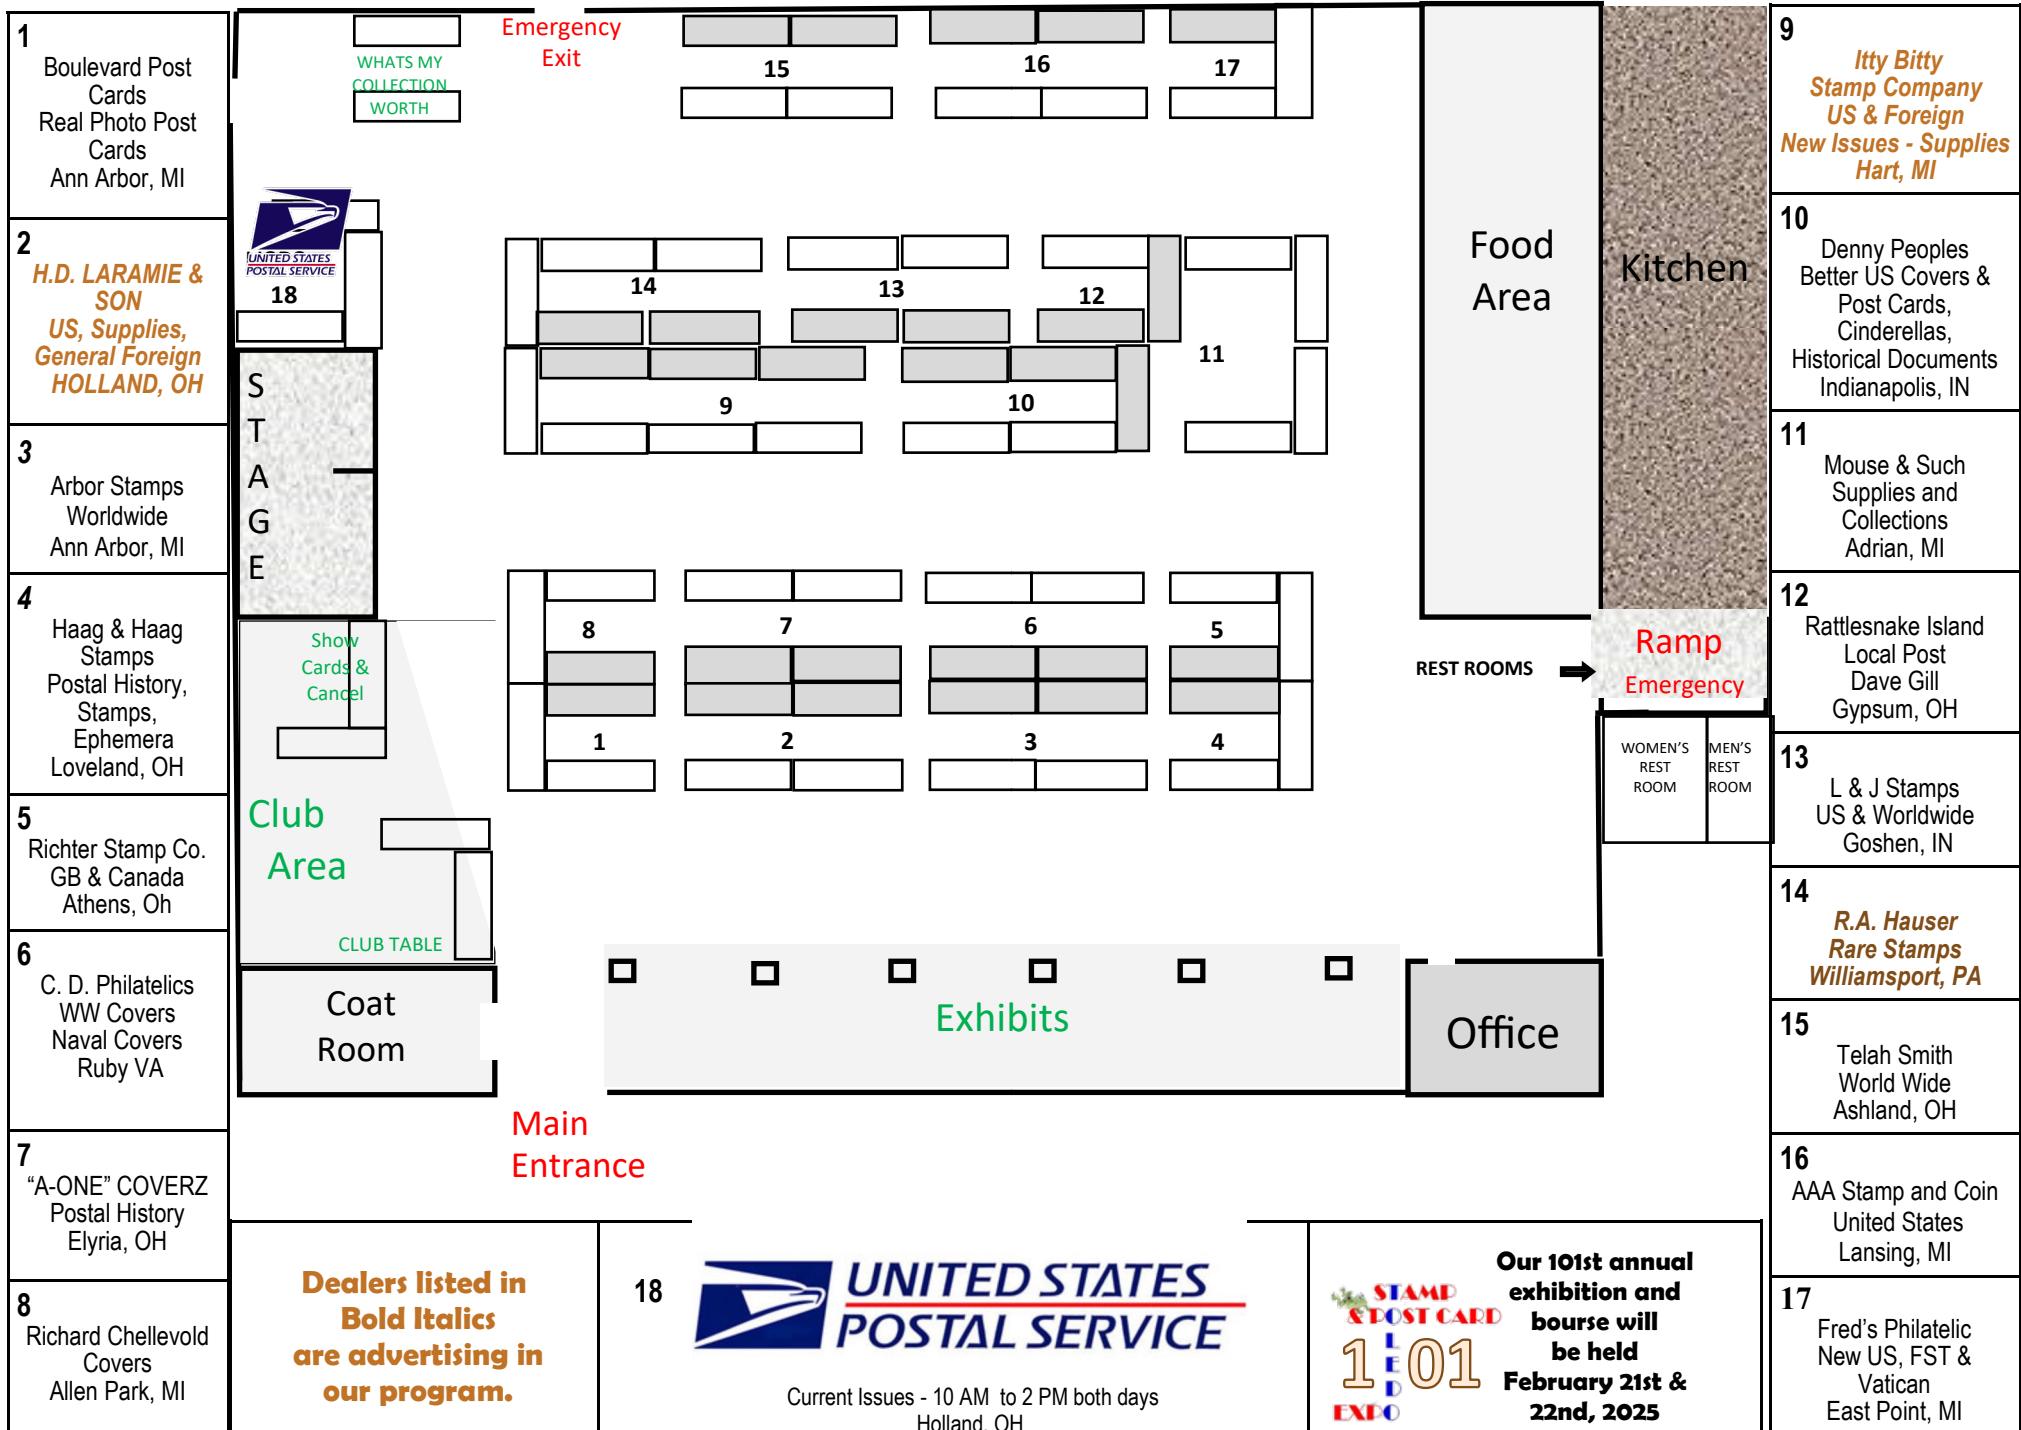 1
Boulevard Post
Cards
Real Photo Post
Cards
Ann Arbor, MI
2
H.D. LARAMIE &
SON
US, Supplies,
General Foreign
HOLLAND, OH
3
Arbor Stamps
Worldwide
Ann Arbor, MI
4
Haag & Haag
Stamps
Postal History,
Stamps,
Ephemera
Loveland, OH
5
Richter Stamp Co.
GB & Canada
Athens, Oh
6
C. D. Philatelics
WW Covers
Naval Covers
Ruby VA
7
“A-ONE” COVERZ
Postal History
Elyria, OH
8
Richard Chellevold
Covers
Allen Park, MI
WHATS MY
COLLECTION
WORTH
Emergency
Exit
15
16
17
UNITED STATES
POSTAL SERVICE
18
14
13
12
11
9
10
STAGE
Food
Area
Kitchen
8
7
6
5
1
2
3
4
Show
Cards &
Cancel
Club
Area
CLUB TABLE
REST ROOMS
Ramp
Emergency
WOMEN’S
REST
ROOM
MEN’S
REST
ROOM
Coat
Room
Exhibits
Office
Main
Entrance
9
Itty Bitty
Stamp Company
US & Foreign
New Issues - Supplies
Hart, MI
10
Denny Peoples
Better US Covers &
Post Cards,
Cinderellas,
Historical Documents
Indianapolis, IN
11
Mouse & Such
Supplies and
Collections
Adrian, MI
12
Rattlesnake Island
Local Post
Dave Gill
Gypsum, OH
13
L & J Stamps
US & Worldwide
Goshen, IN
14
R.A. Hauser
Rare Stamps
Williamsport, PA
15
Telah Smith
World Wide
Ashland, OH
16
AAA Stamp and Coin
United States
Lansing, MI
17
Fred’s Philatelic
New US, FST &
Vatican
East Point, MI
Dealers listed in
Bold Italics
are advertising in
our program.
18
UNITED STATES
POSTAL SERVICE
Current Issues - 10 AM to 2 PM both days
Holland, OH
STAMP
& POST CARD
TOLEDO
101
EXPO
Our 101st annual
exhibition and
bourse will
be held
February 21st &
22nd, 2025